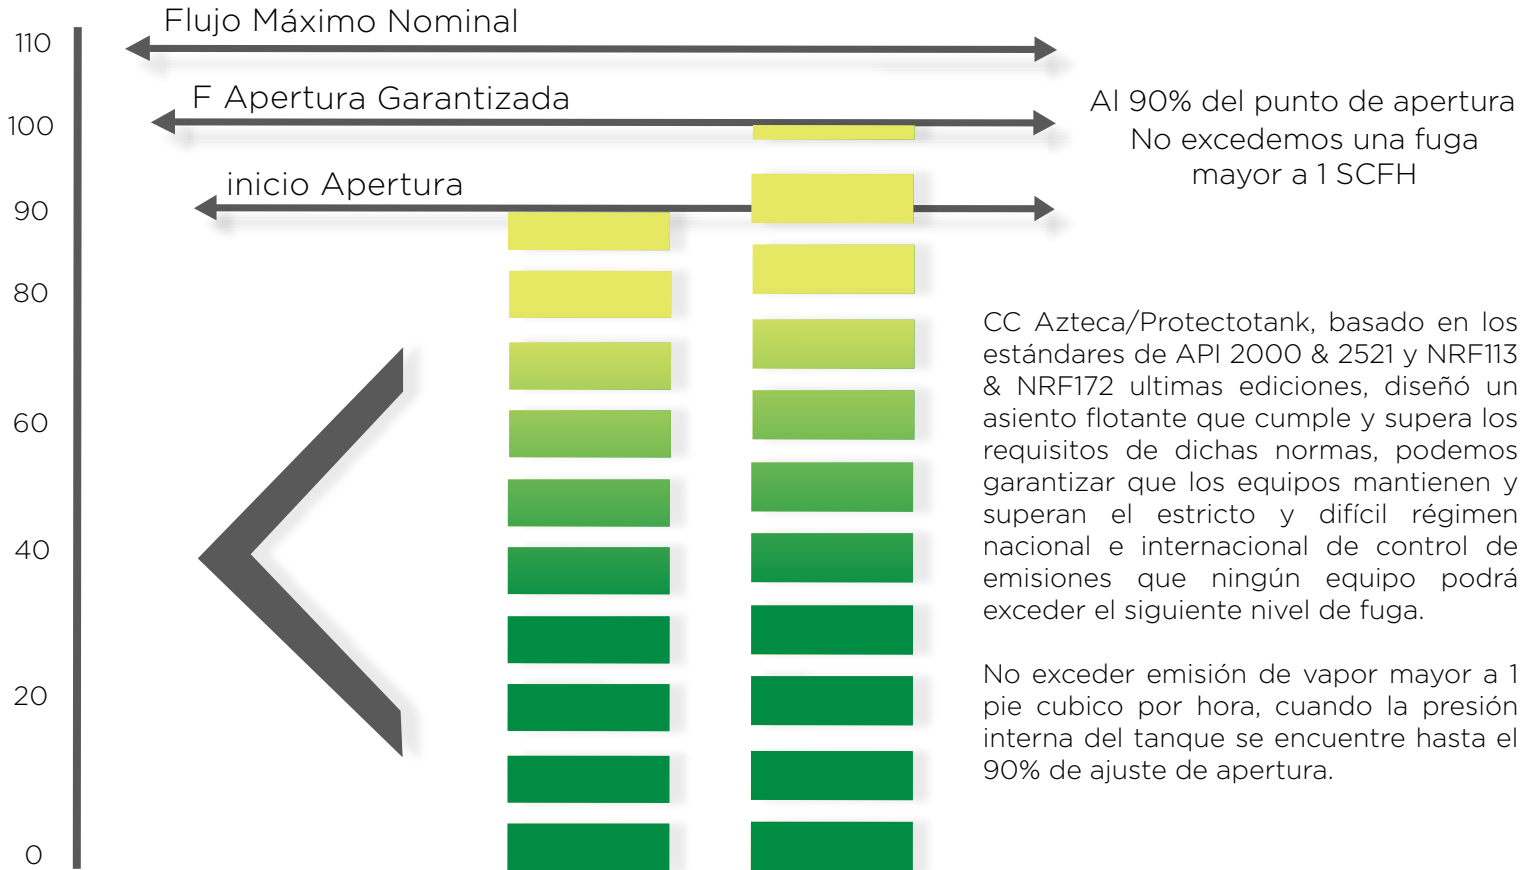 Flujo Máximo Nominal
110
F Apertura Garantizada
100
inicio Apertura
90
80
60
40
20
0
Al 90% del punto de apertura
No excedemos una fuga
mayor a 1 SCFH
CC Azteca/Protectotank, basado en los
estándares de API 2000 & 2521 y NRF113
& NRF172 ultimas ediciones, diseñó un
asiento flotante que cumple y supera los
requisitos de dichas normas, podemos
garantizar que los equipos mantienen y
superan el estricto y difícil régimen
nacional e internacional de control de
emisiones que ningún equipo podrá
exceder el siguiente nivel de fuga.
No exceder emisión de vapor mayor a 1
pie cubico por hora, cuando la presión
interna del tanque se encuentre hasta el
90% de ajuste de apertura.